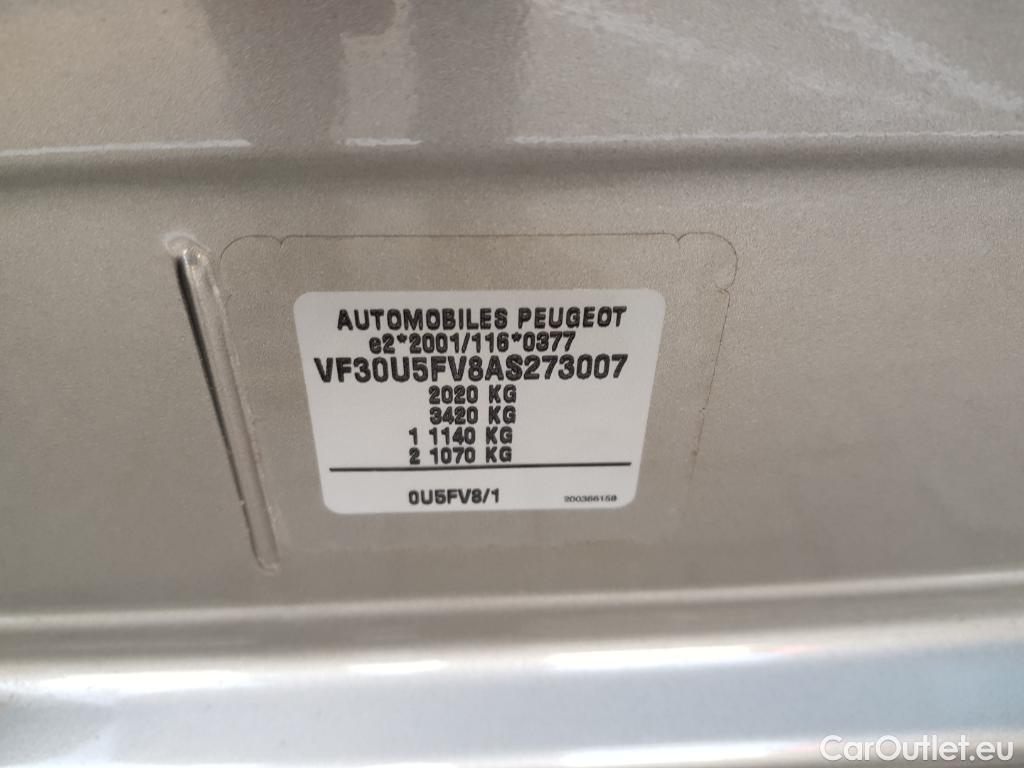 AUTOMOBILES PEUGEOT
e2*2001/116*0377
VF30U5FV8AS273007
2020 KG
3420 KG
1 1140 KG
2 1070 KG
0U5FV8/1 200366158
CarOutlet.eu